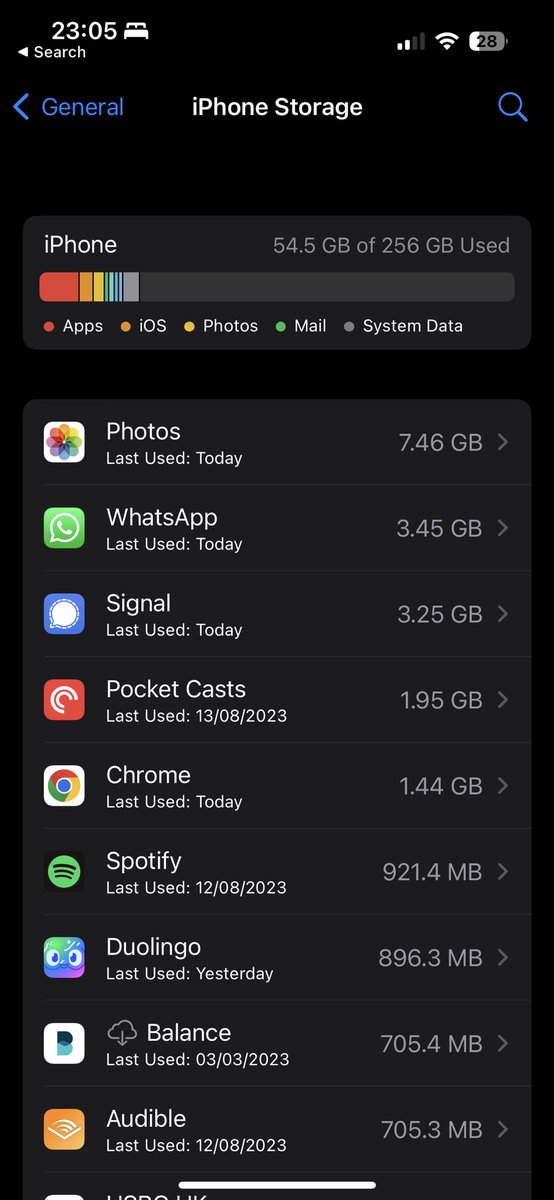 23:05
28
◀ Search
General
iPhone Storage
iPhone
54.5 GB of 256 GB Used
Apps
iOS
Photos
Mail
System Data
Photos
7.46 GB
Last Used: Today
WhatsApp
3.45 GB
Last Used: Today
Signal
3.25 GB
Last Used: Today
Pocket Casts
1.95 GB
Last Used: 13/08/2023
Chrome
1.44 GB
Last Used: Today
Spotify
921.4 MB
Last Used: 12/08/2023
Duolingo
896.3 MB
Last Used: Yesterday
Balance
705.4 MB
Last Used: 03/03/2023
Audible
705.3 MB
Last Used: 12/08/2023